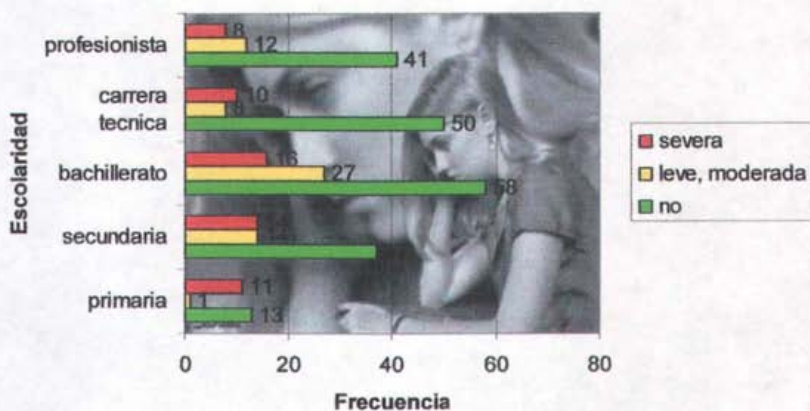 Escolaridad
profesionista
8
12
41
carrera
tecnica
10
8
50
bachillerato
16
27
58
secundaria
14
primaria
11
1
13
0 20 40 60 80
Frecuencia
severa
leve, moderada
no